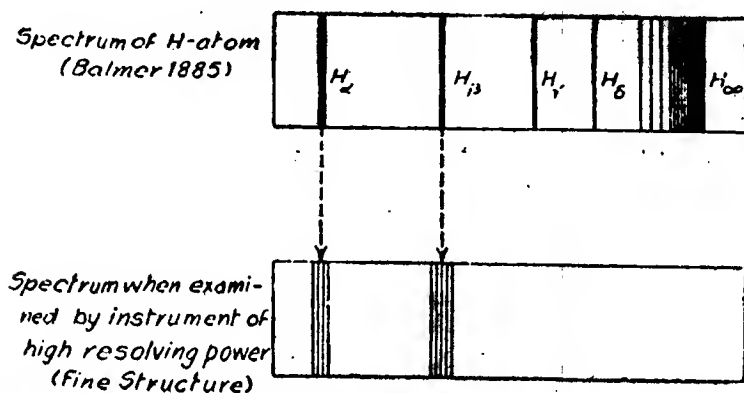 Spectrum of H-atom
(Balmer 1885)
Hα
Hβ
Hγ
Hδ
H∞
Spectrum when exami-
ned by instrument of
high resolving power
(Fine Structure)